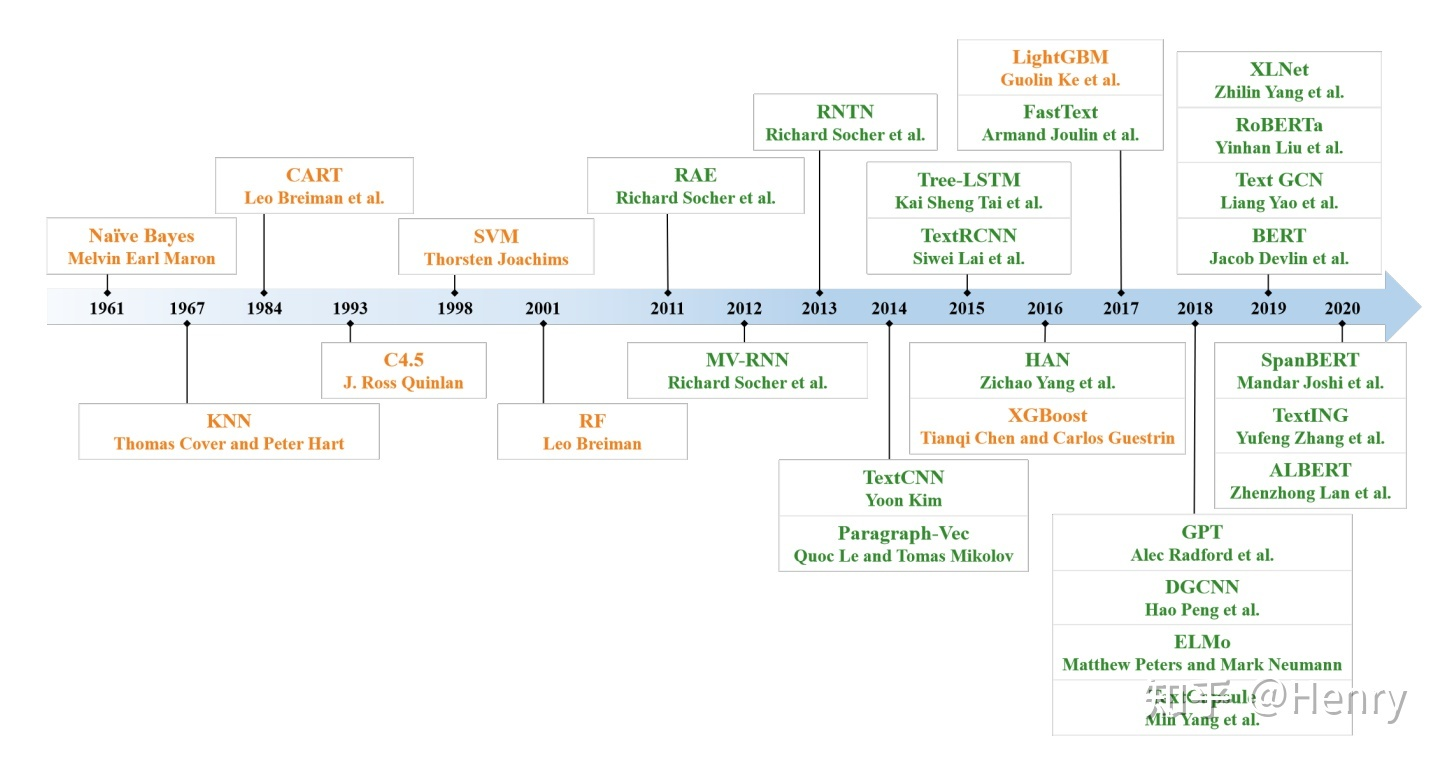 LightGBM
Guolin Ke et al.
FastText
Armand Joulin et al.
XLNet
Zhilin Yang et al.
RoBERTa
Yinhan Liu et al.
Text GCN
Liang Yao et al.
BERT
Jacob Devlin et al.
RNTN
Richard Socher et al.
CART
Leo Breiman et al.
RAE
Richard Socher et al.
Tree-LSTM
Kai Sheng Tai et al.
TextRCNN
Siwei Lai et al.
Naïve Bayes
Melvin Earl Maron
SVM
Thorsten Joachims
1961 1967 1984 1993 1998 2001 2011 2012 2013 2014 2015 2016 2017 2018 2019 2020
C4.5
J. Ross Quinlan
MV-RNN
Richard Socher et al.
HAN
Zichao Yang et al.
XGBoost
Tianqi Chen and Carlos Guestrin
SpanBERT
Mandar Joshi et al.
TextING
Yufeng Zhang et al.
ALBERT
Zhenzhong Lan et al.
KNN
Thomas Cover and Peter Hart
RF
Leo Breiman
TextCNN
Yoon Kim
Paragraph-Vec
Quoc Le and Tomas Mikolov
GPT
Alec Radford et al.
DGCNN
Hao Peng et al.
ELMo
Matthew Peters and Mark Neumann
TextCapsule
Min Yang et al.
知乎 @Henry